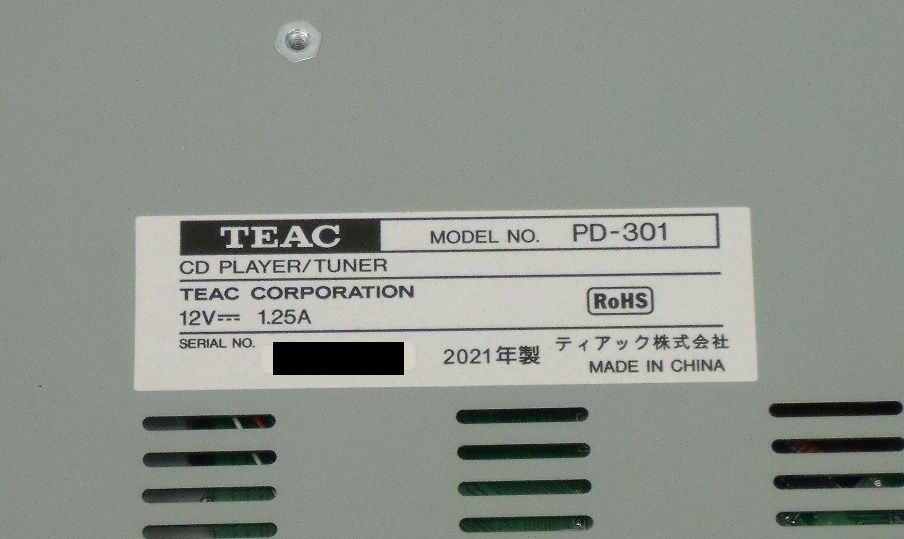 TEAC MODEL NO. PD-301
CD PLAYER/TUNER
TEAC CORPORATION
RoHS
12V⎓ 1.25A
SERIAL NO.
2021年製 ティアック株式会社
MADE IN CHINA